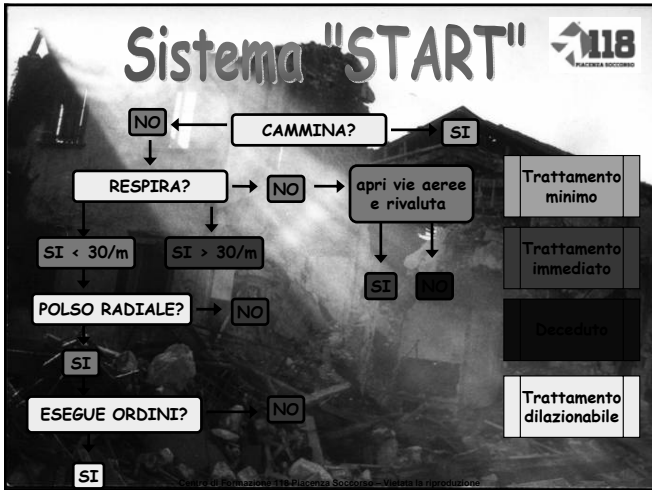 Sistema "START"
118
PIACENZA SOCCORSO
NO
CAMMINA?
SI
RESPIRA?
NO
apri vie aeree
e rivaluta
Trattamento
minimo
SI < 30/m
SI > 30/m
Trattamento
immediato
SI
NO
POLSO RADIALE?
NO
Deceduto
SI
ESEGUE ORDINI?
NO
Trattamento
dilazionabile
SI
Centro di Formazione 118 Piacenza Soccorso – Vietata la riproduzione